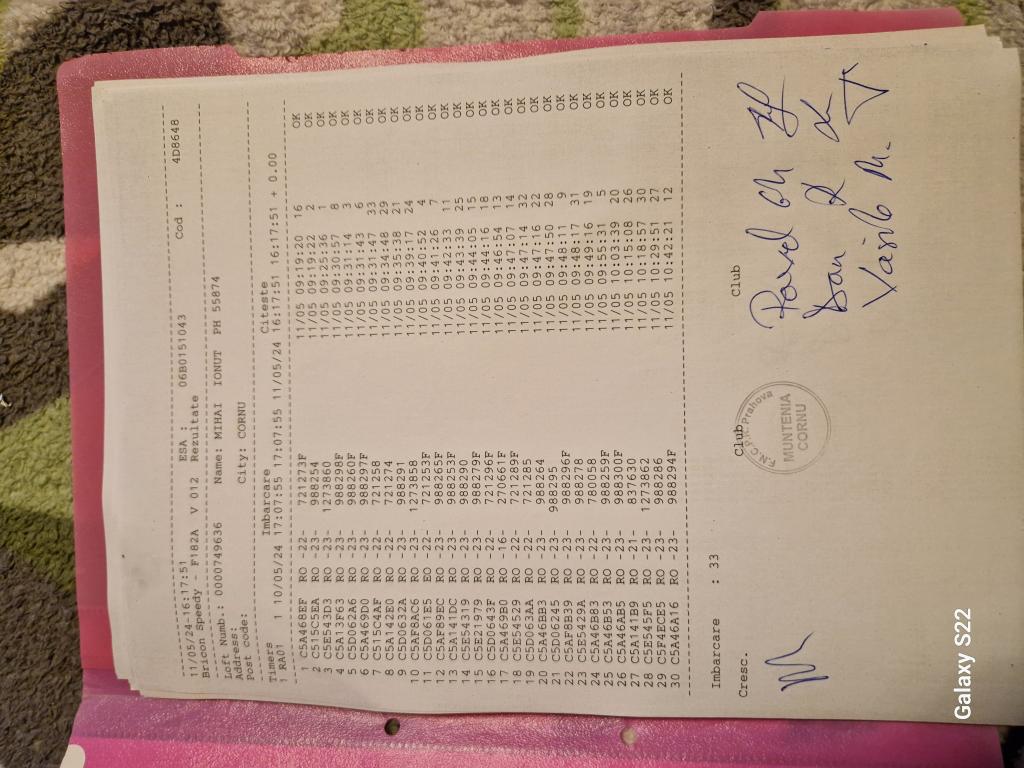 11/05/24-16:17:51 ESA : 06B0151043 Cod : 4D8648
Bricon Speedy - F182A V 012 Rezultate
Loft Numb.: 0000749636 Name: MIHAI IONUT PH 55874
Address:
Post code: City: CORNU
Timers Imbarcare Citeste
1 RA01 1 10/05/24 17:07:55 17:07:55 11/05/24 16:17:51 16:17:51 + 0.00
1 C5A468EF RO -22- 721273F 11/05 09:19:20 16 OK
2 C515C5EA RO -23- 988254 11/05 09:19:22 2 OK
3 C5E543D3 RO -23- 1273860 11/05 09:25:36 1 OK
4 C5A13F63 RO -23- 988298F 11/05 09:30:57 8 OK
5 C5D062A6 RO -23- 988260F 11/05 09:31:14 3 OK
6 C5A469D0 RO -23- 988297F 11/05 09:31:43 6 OK
7 C515C4AF RO -22- 721258 11/05 09:31:47 33 OK
8 C5A142E0 RO -22- 721274 11/05 09:34:48 29 OK
9 C5D0632A RO -23- 988291 11/05 09:35:38 21 OK
10 C5AF8AC6 RO -23- 1273858 11/05 09:39:17 24 OK
11 C5D061E5 EO -22- 721253F 11/05 09:40:52 4 OK
12 C5AF89EC RO -23- 988265F 11/05 09:41:26 7 OK
13 C5A141DC RO -23- 988253F 11/05 09:42:33 11 OK
14 C5E54319 RO -23- 988290 11/05 09:43:39 25 OK
15 C5E21979 RO -23- 988279F 11/05 09:44:05 15 OK
16 C5D0643F RO -22- 721296F 11/05 09:44:16 18 OK
17 C5A469B0 RO -16- 270661F 11/05 09:46:54 13 OK
18 C5E5452F RO -22- 721289F 11/05 09:47:07 14 OK
19 C5D063AA RO -22- 721285 11/05 09:47:14 32 OK
20 C5A46BB3 RO -23- 988264 11/05 09:47:16 22 OK
21 C5D06245 RO -23- 988295 11/05 09:47:50 28 OK
22 C5AF8B39 RO -23- 988296F 11/05 09:48:11 9 OK
23 C5E5429A RO -23- 988278 11/05 09:48:17 31 OK
24 C5A46B83 RO -22- 780058 11/05 09:49:16 19 OK
25 C5A46B53 RO -23- 988259F 11/05 09:55:31 5 OK
26 C5A46AB5 RO -23- 988300F 11/05 10:03:39 20 OK
27 C5A141B9 RO -21- 837630 11/05 10:15:08 26 OK
28 C5E545F5 RO -23- 1273862 11/05 10:18:57 30 OK
29 C5F4ECE5 RO -23- 988286 11/05 10:29:51 27 OK
30 C5A46A16 RO -23- 988294F 11/05 10:42:21 12 OK
Imbarcare : 33
Cresc. Club Club
F.N.C.P.R. Prahova
MUNTENIA
CORNU
Pavel Gh
Dan
Vasile M.
Galaxy S22